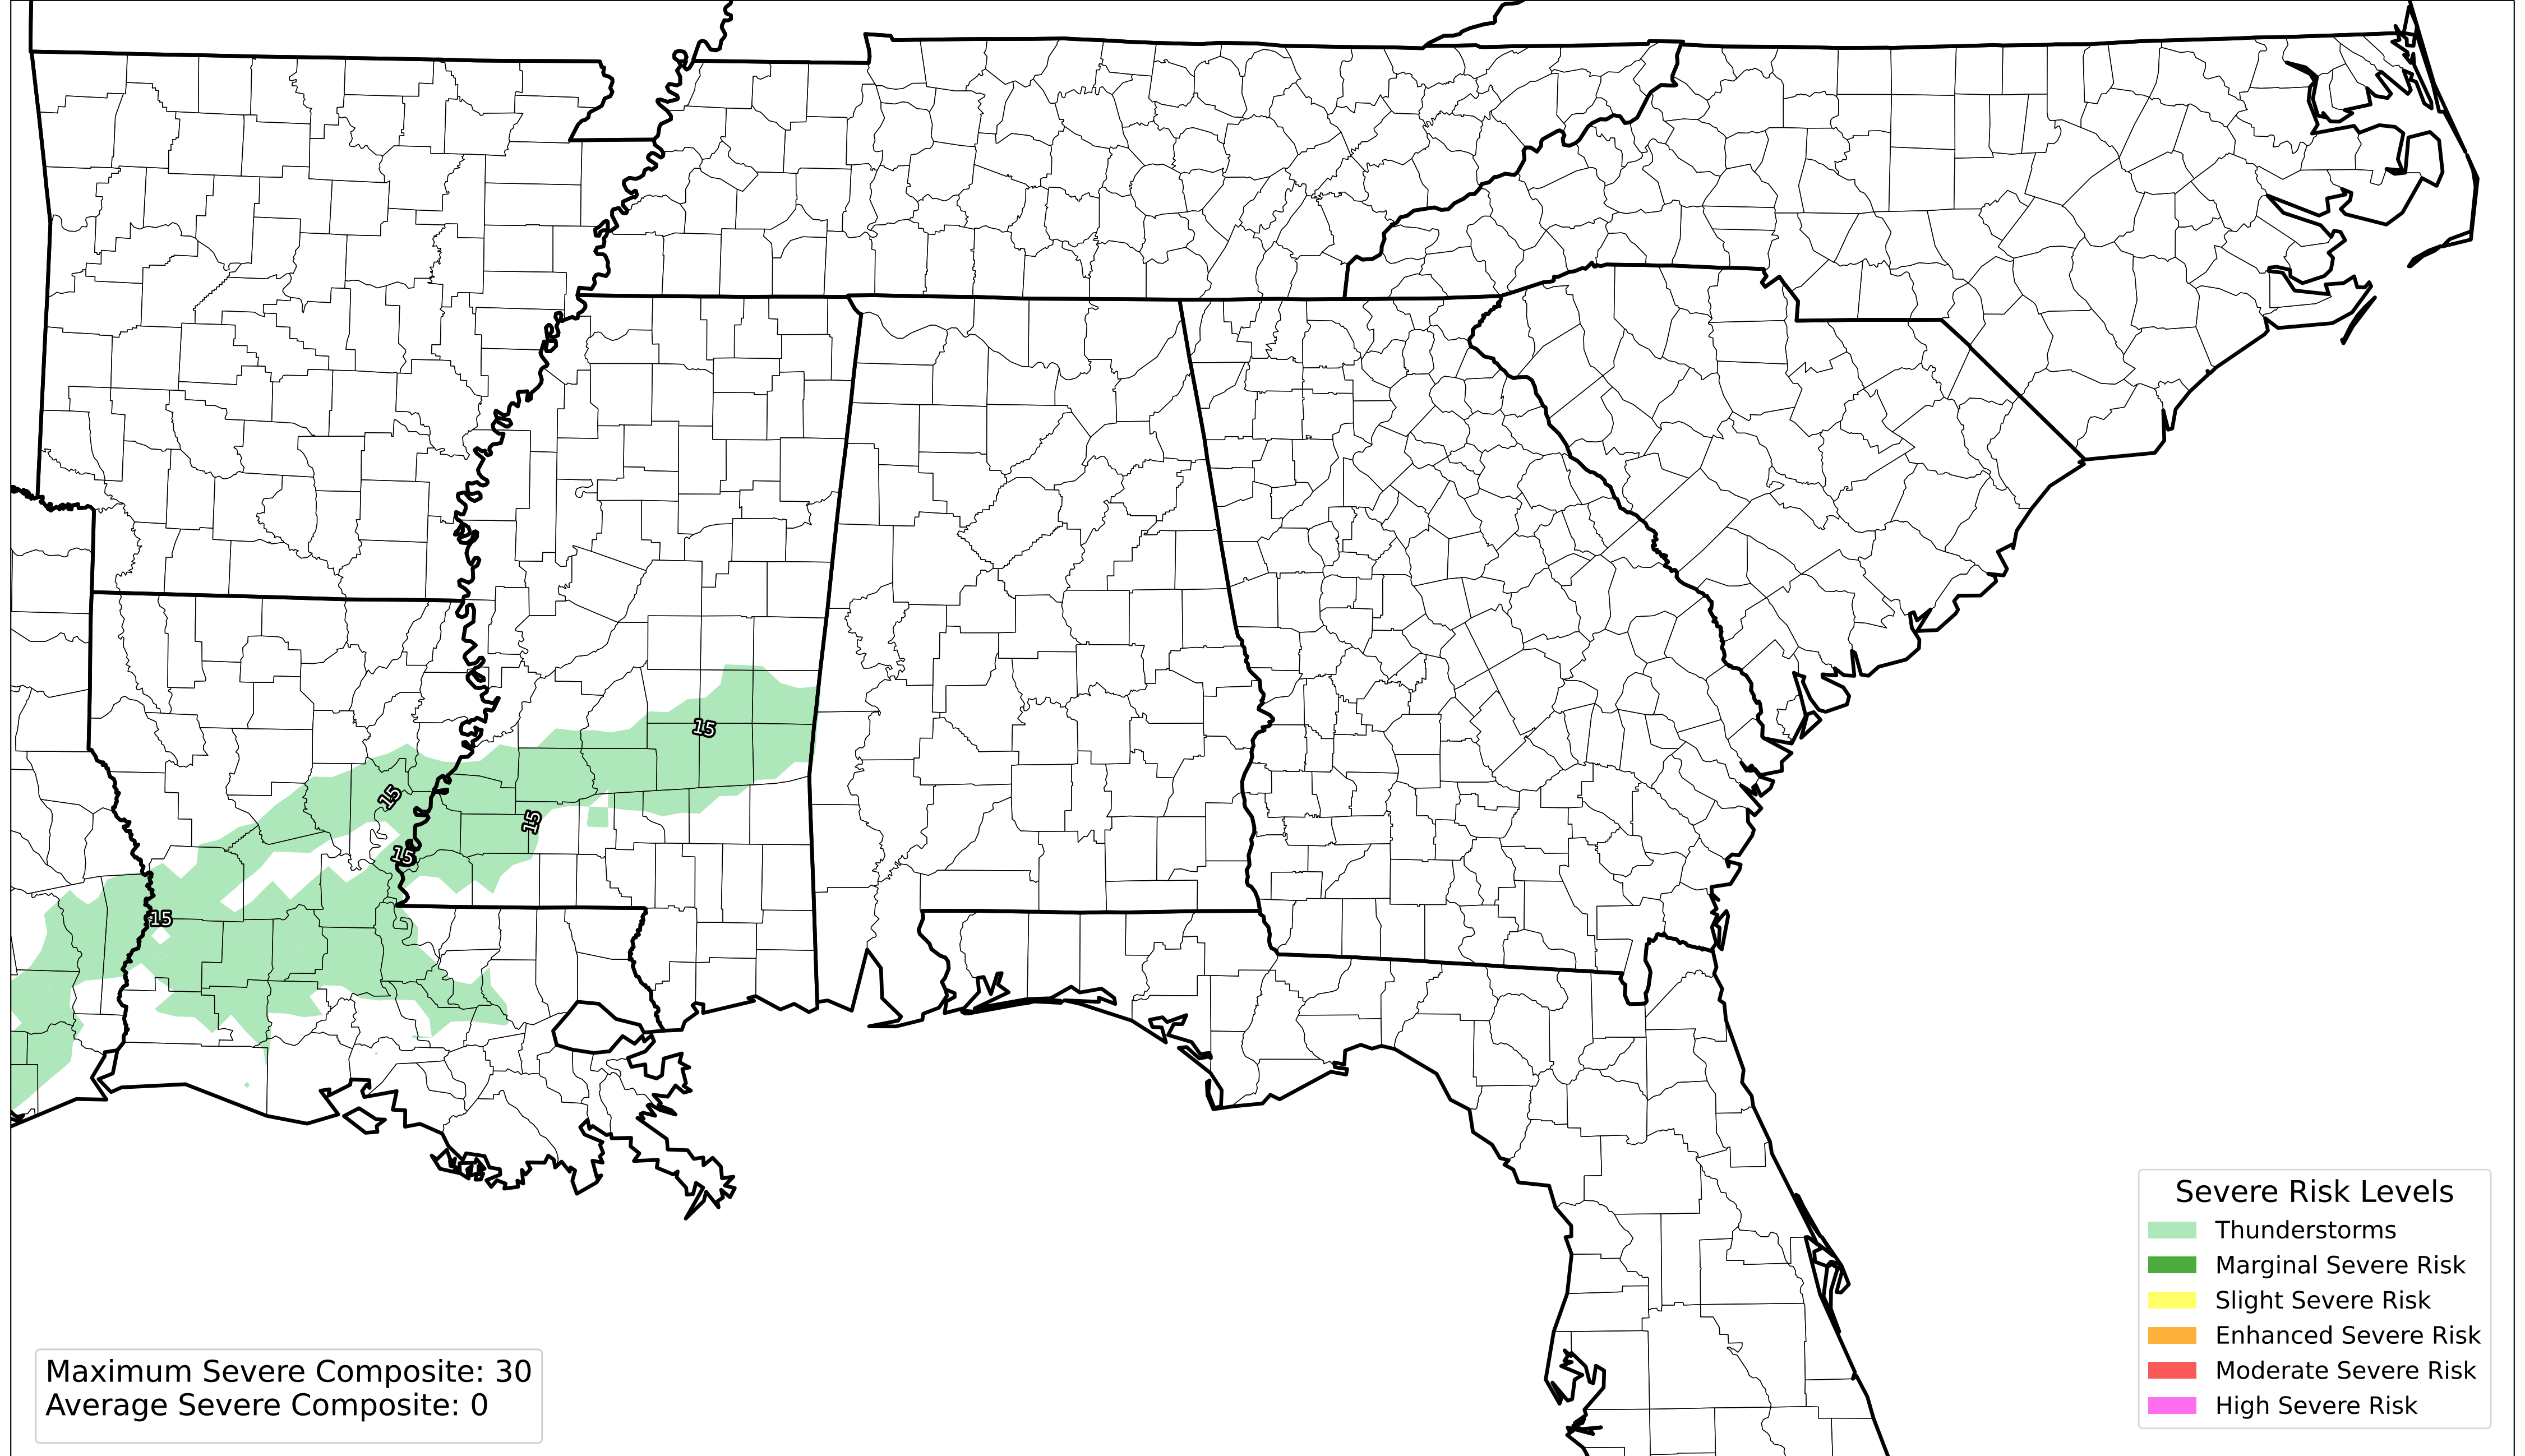 15
15
15
15
15
Severe Risk Levels
Thunderstorms
Marginal Severe Risk
Slight Severe Risk
Enhanced Severe Risk
Moderate Severe Risk
High Severe Risk
Maximum Severe Composite: 30
Average Severe Composite: 0